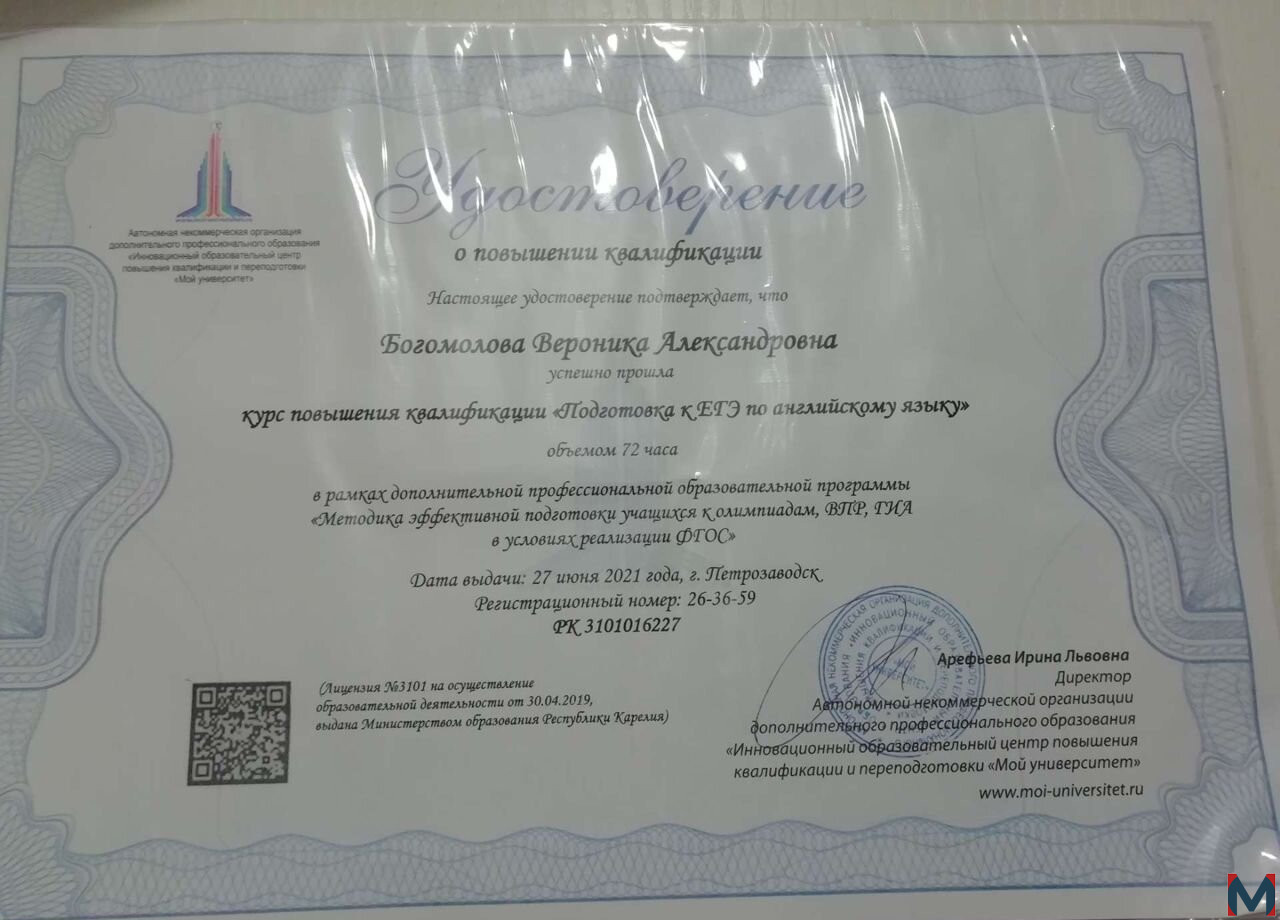 Автономная некоммерческая организация
дополнительного профессионального образования
«Инновационный образовательный центр
повышения квалификации и переподготовки
«Мой университет»
Удостоверение
о повышении квалификации
Настоящее удостоверение подтверждает, что
Богомолова Вероника Александровна
успешно прошла
курс повышения квалификации «Подготовка к ЕГЭ по английскому языку»
объемом 72 часа
в рамках дополнительной профессиональной образовательной программы
«Методика эффективной подготовки учащихся к олимпиадам, ВПР, ГИА
в условиях реализации ФГОС»
Дата выдачи: 27 июня 2021 года, г. Петрозаводск
Регистрационный номер: 26-36-59
РК 3101016227
(Лицензия №3101 на осуществление
образовательной деятельности от 30.04.2019,
выдана Министерством образования Республики Карелия)
Арефьева Ирина Львовна
Директор
Автономной некоммерческой организации
дополнительного профессионального образования
«Инновационный образовательный центр повышения
квалификации и переподготовки «Мой университет»
www.moi-universitet.ru
M